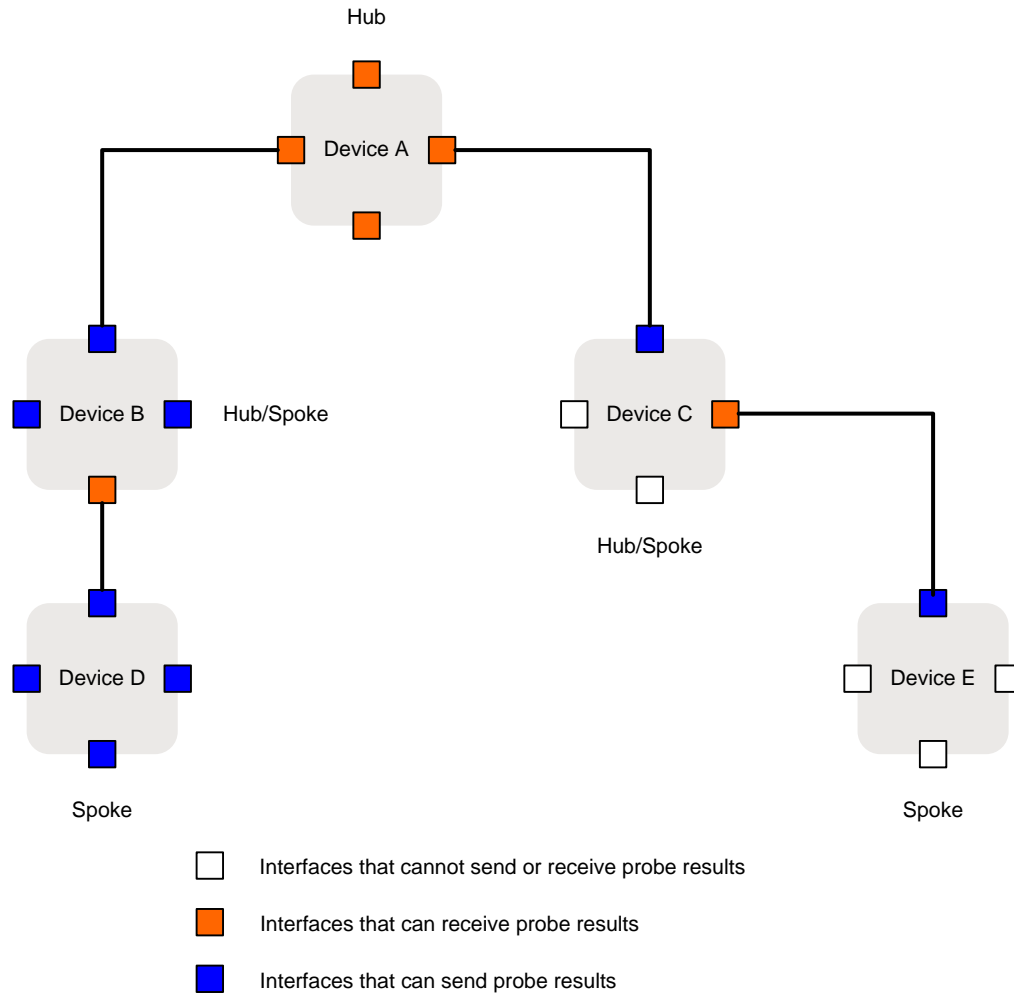 Hub
Device A
Device B
Hub/Spoke
Device C
Hub/Spoke
Device D
Device E
Spoke
Spoke
Interfaces that cannot send or receive probe results
Interfaces that can receive probe results
Interfaces that can send probe results